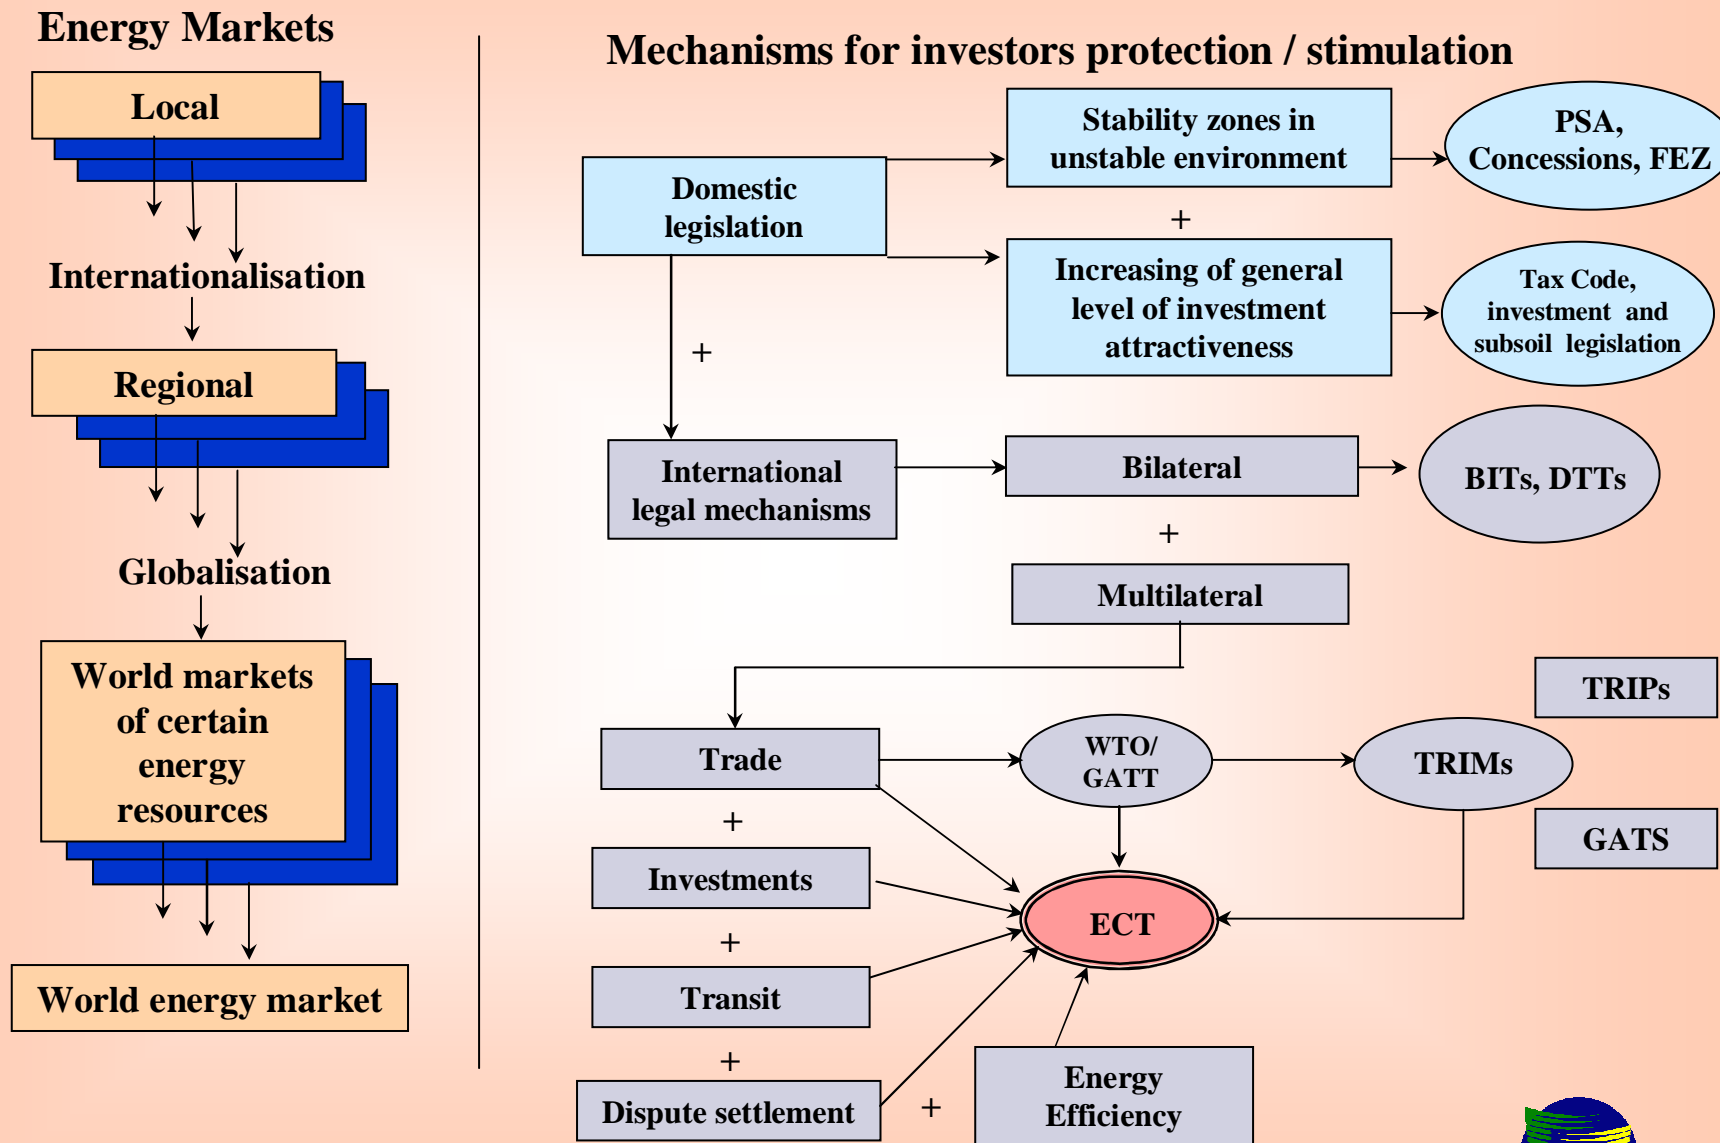 Energy Markets
Local
Internationalisation
Regional
Globalisation
World markets
of certain
energy
resources
World energy market
Mechanisms for investors protection / stimulation
Domestic
legislation
Stability zones in
unstable environment
PSA,
Concessions, FEZ
+
Increasing of general
level of investment
attractiveness
Tax Code,
investment and
subsoil legislation
+
International
legal mechanisms
Bilateral
BITs, DTTs
+
Multilateral
TRIPs
Trade
WTO/
GATT
TRIMs
GATS
+
Investments
ECT
+
Transit
+
Dispute settlement
+
Energy
Efficiency